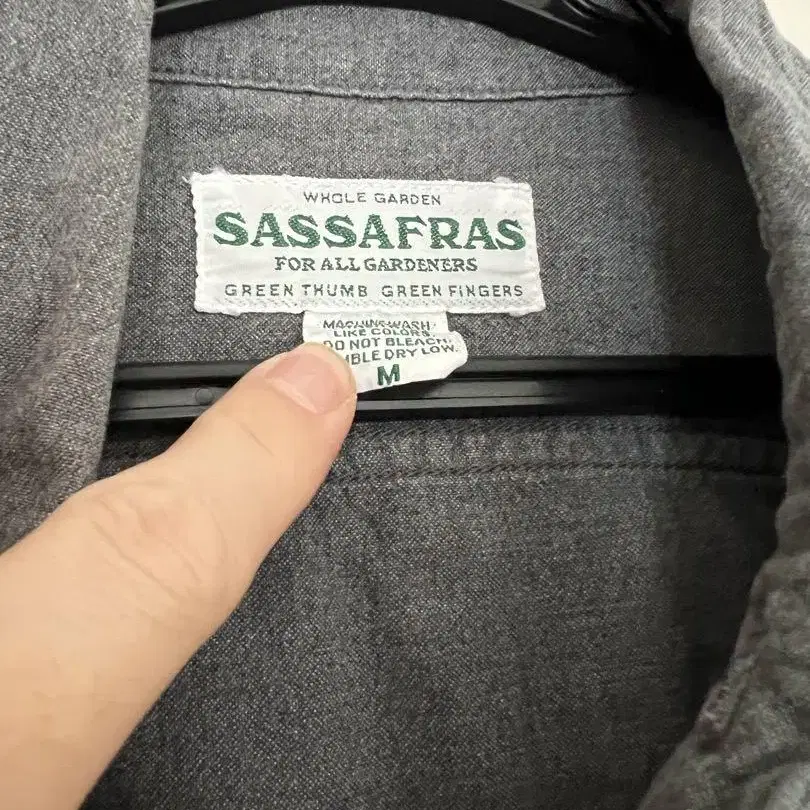 WHOLE GARDEN
SASSAFRAS
FOR ALL GARDENERS
GREEN THUMB GREEN FINGERS
MACHINE WASH
LIKE COLORS.
DO NOT BLEACH.
MBLE DRY LOW.
M